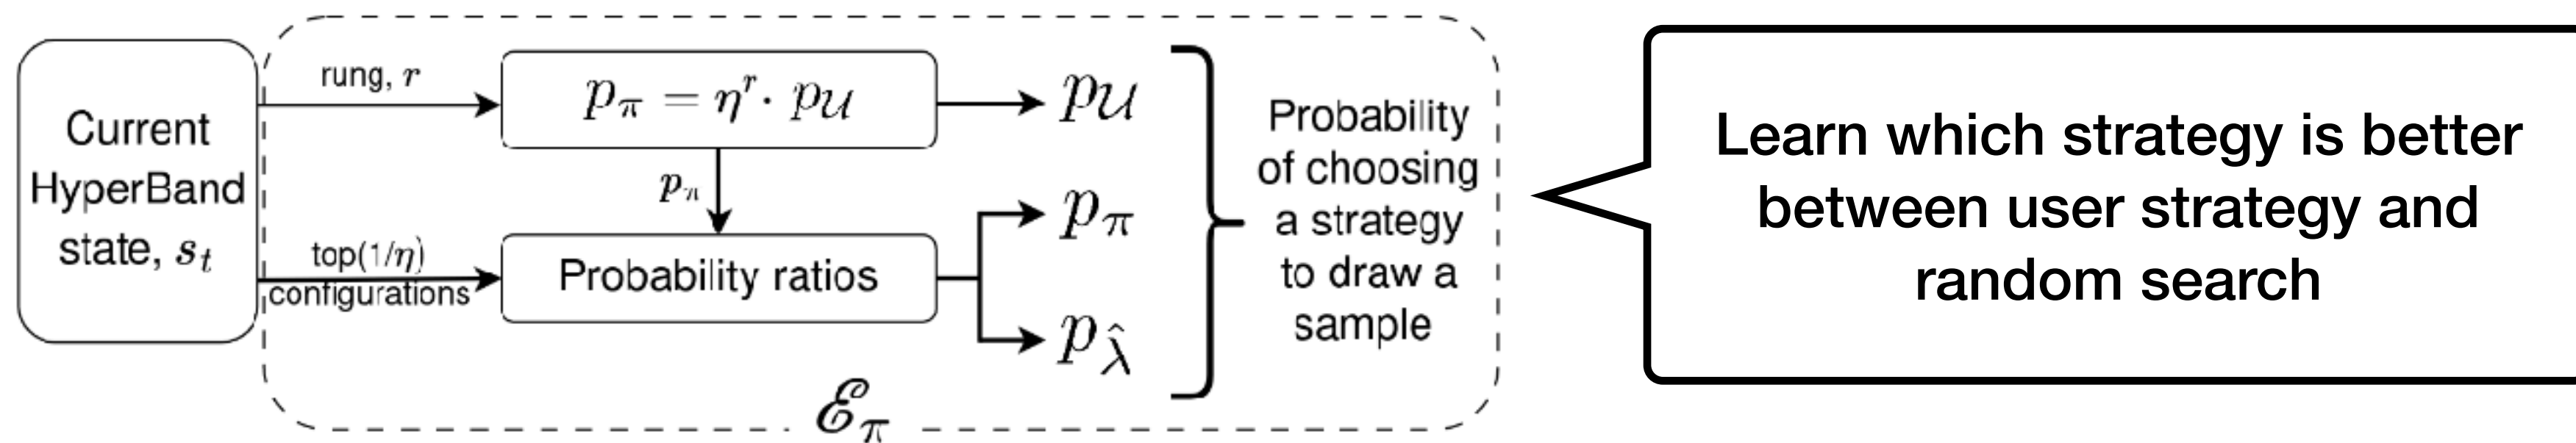 Current
HyperBand
state, s_t
rung, r
top(1/η)
configurations
p_π = η^r · p_𝒰
p_π
Probability ratios
p_𝒰
p_π
p_λ̂
Probability
of choosing
a strategy
to draw a
sample
ℰ_π
Learn which strategy is better
between user strategy and
random search